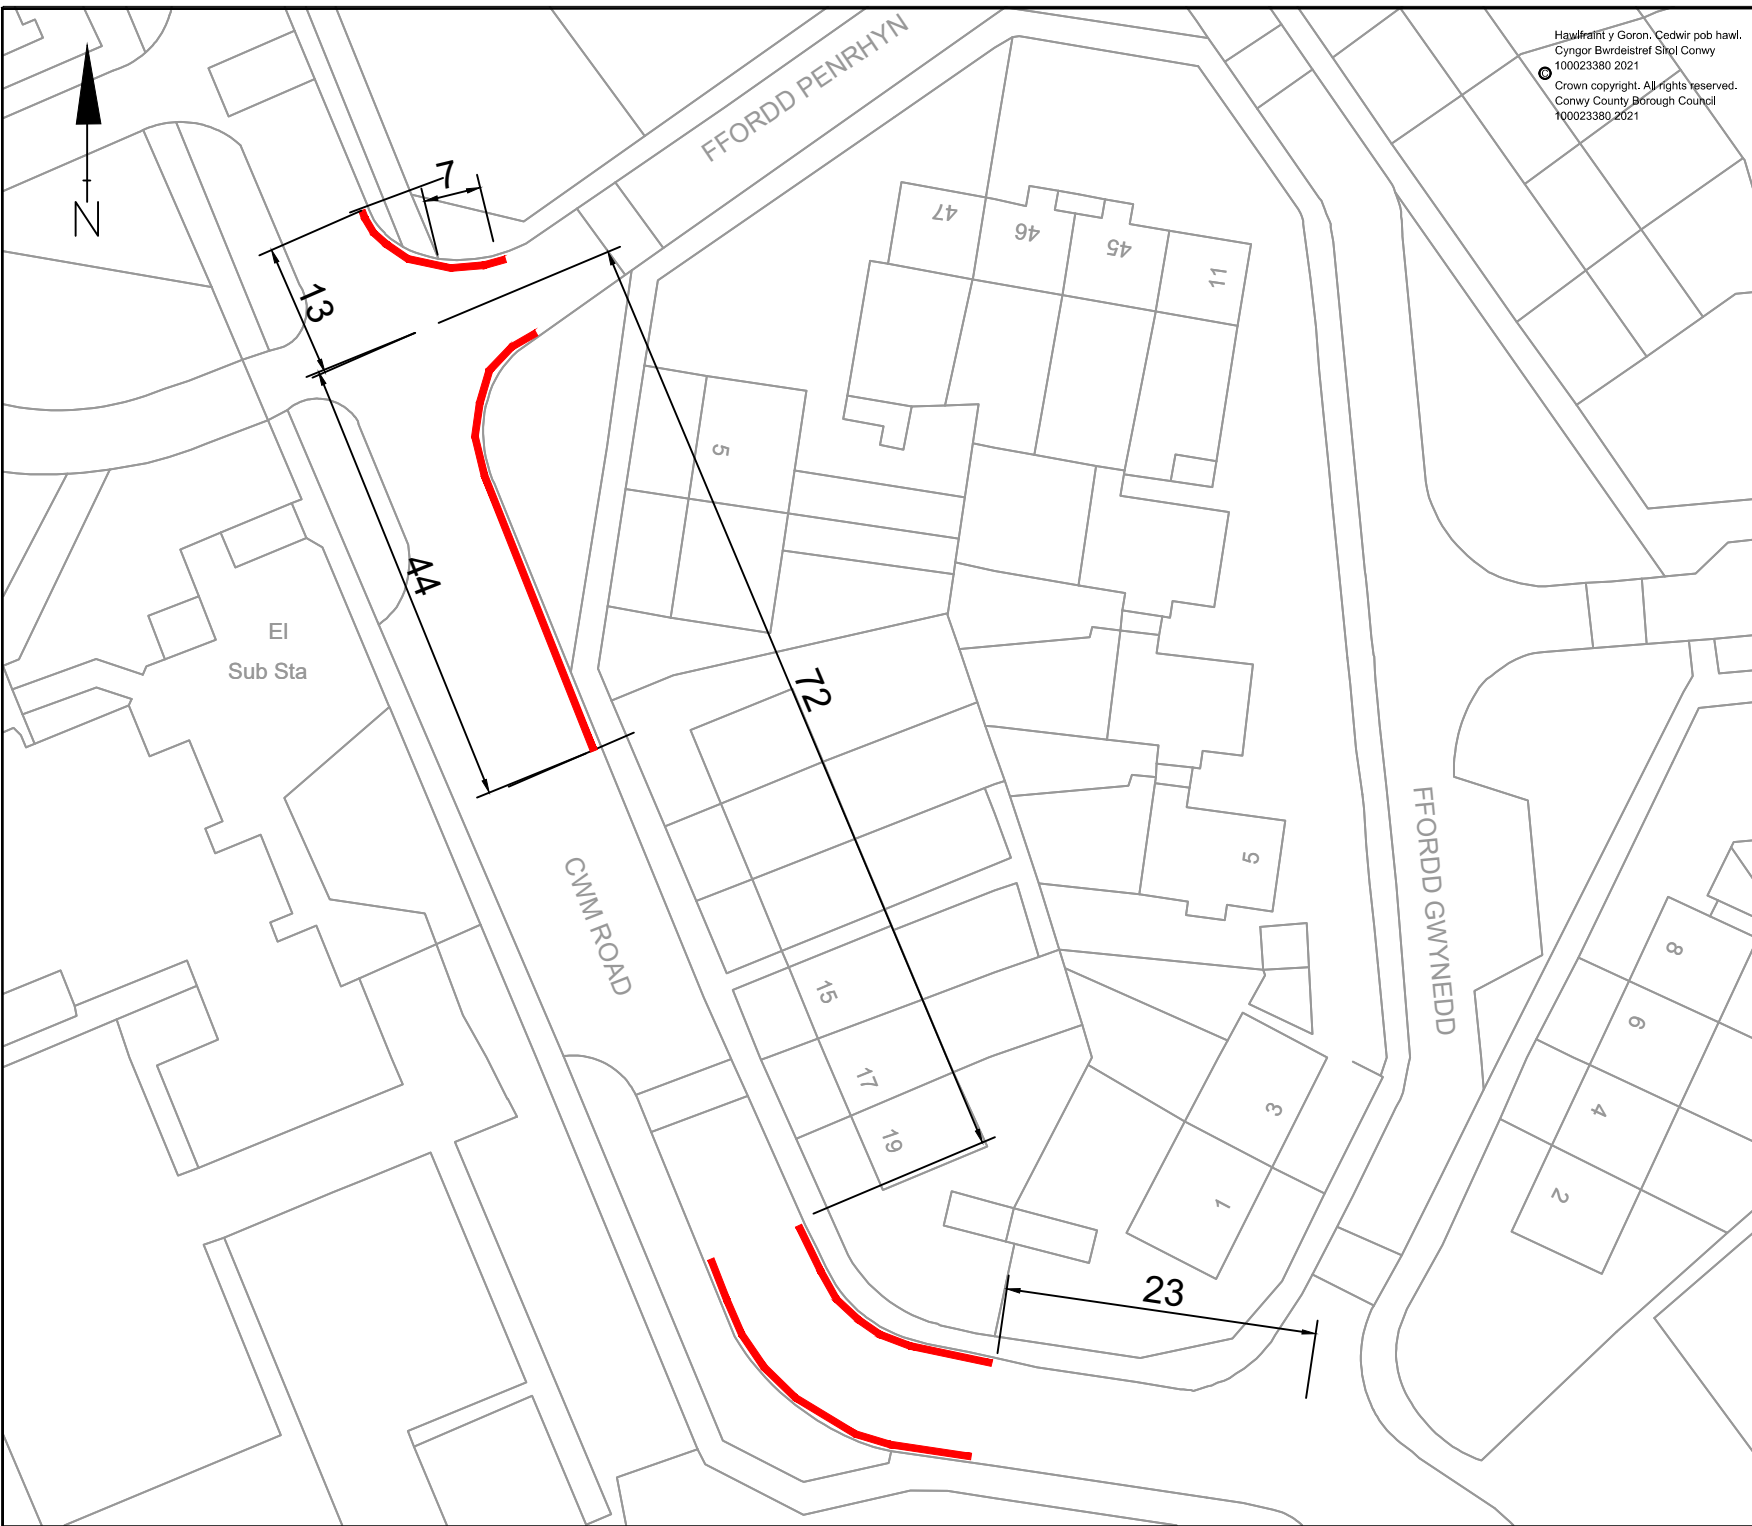 Hawlfraint y Goron. Cedwir pob hawl.
Cyngor Bwrdeistref Sirol Conwy
100023380 2021
©
Crown copyright. All rights reserved.
Conwy County Borough Council
100023380 2021
N
FFORDD PENRHYN
7
13
47
46
45
11
5
44
El
Sub Sta
72
5
CWM ROAD
FFORDD GWYNEDD
15
17
19
3
1
8
6
4
2
23